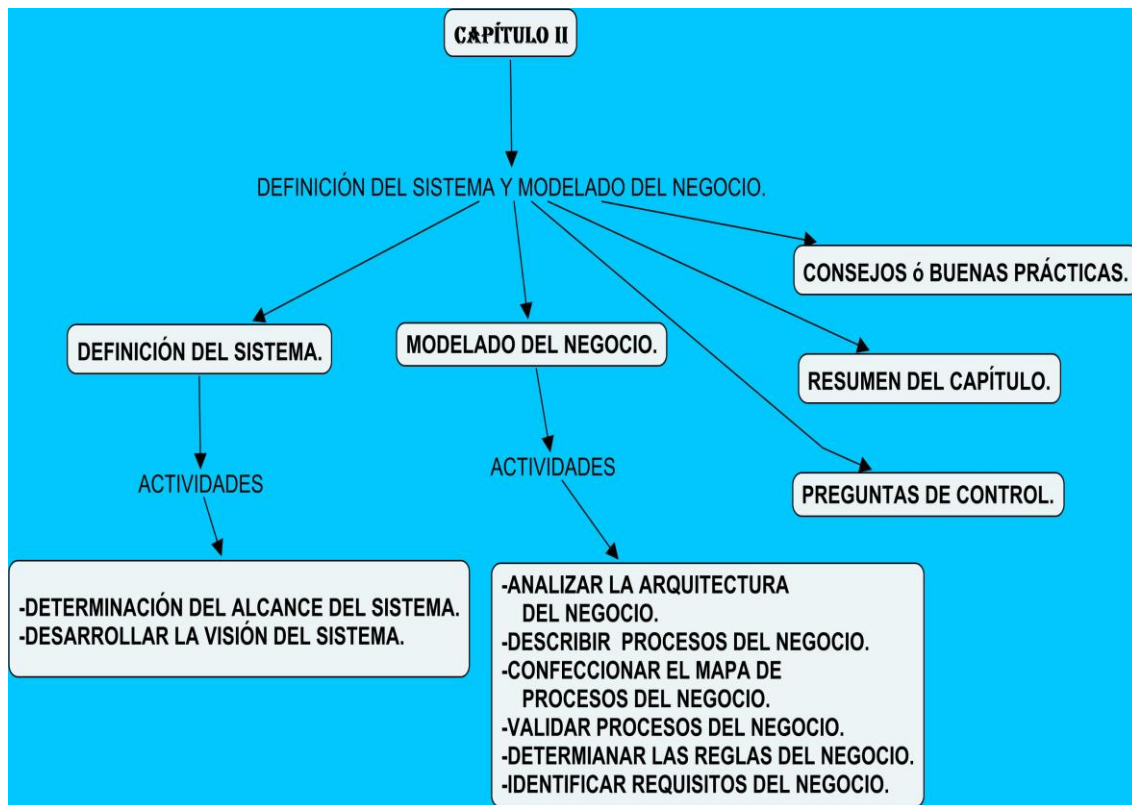 CAPÍTULO II
DEFINICIÓN DEL SISTEMA Y MODELADO DEL NEGOCIO.
CONSEJOS ó BUENAS PRÁCTICAS.
DEFINICIÓN DEL SISTEMA.
MODELADO DEL NEGOCIO.
RESUMEN DEL CAPÍTULO.
ACTIVIDADES
ACTIVIDADES
PREGUNTAS DE CONTROL.
-DETERMINACIÓN DEL ALCANCE DEL SISTEMA.
-DESARROLLAR LA VISIÓN DEL SISTEMA.
-ANALIZAR LA ARQUITECTURA
DEL NEGOCIO.
-DESCRIBIR PROCESOS DEL NEGOCIO.
-CONFECCIONAR EL MAPA DE
PROCESOS DEL NEGOCIO.
-VALIDAR PROCESOS DEL NEGOCIO.
-DETERMIANAR LAS REGLAS DEL NEGOCIO.
-IDENTIFICAR REQUISITOS DEL NEGOCIO.